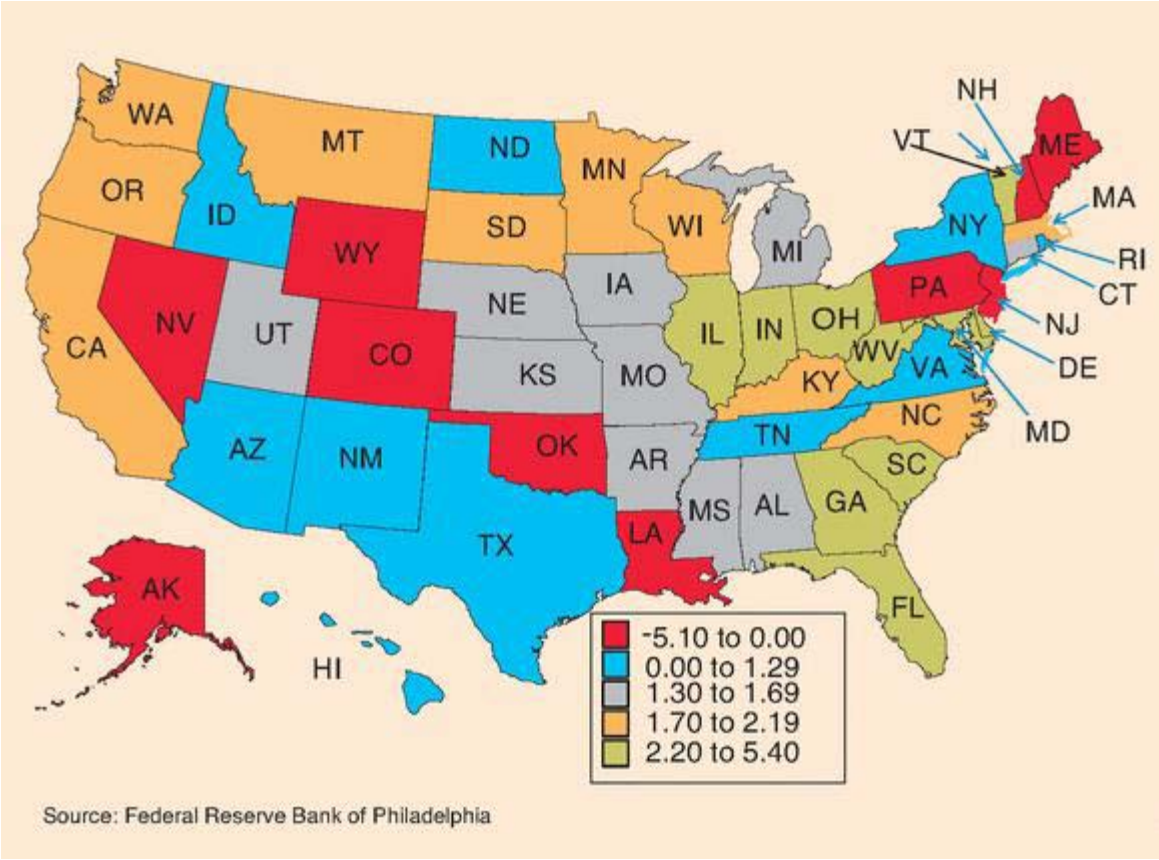 NH
VT
ME
WA
MT
ND
MN
MA
OR
ID
SD
WI
NY
WY
MI
RI
PA
CT
IA
NE
NV
UT
OH
NJ
IL
IN
CA
CO
WV
VA
DE
KS
MO
KY
NC
MD
TN
AZ
NM
OK
AR
SC
MS
AL
GA
TX
LA
AK
FL
HI
-5.10 to 0.00
0.00 to 1.29
1.30 to 1.69
1.70 to 2.19
2.20 to 5.40
Source: Federal Reserve Bank of Philadelphia